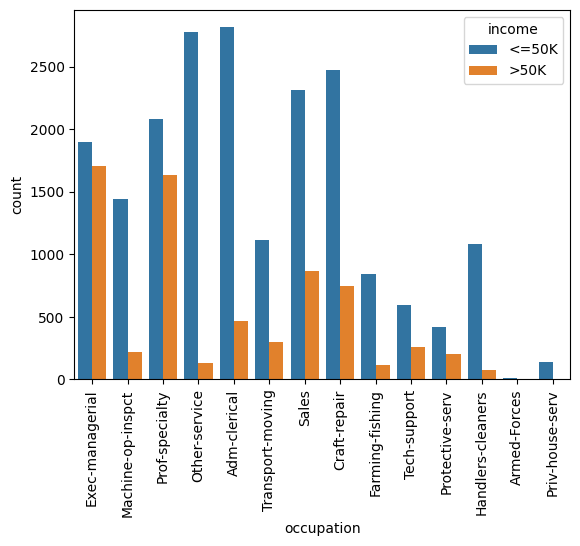 income
<=50K
>50K
count
2500
2000
1500
1000
500
0
Exec-managerial
Machine-op-inspct
Prof-specialty
Other-service
Adm-clerical
Transport-moving
Sales
Craft-repair
Farming-fishing
Tech-support
Protective-serv
Handlers-cleaners
Armed-Forces
Priv-house-serv
occupation